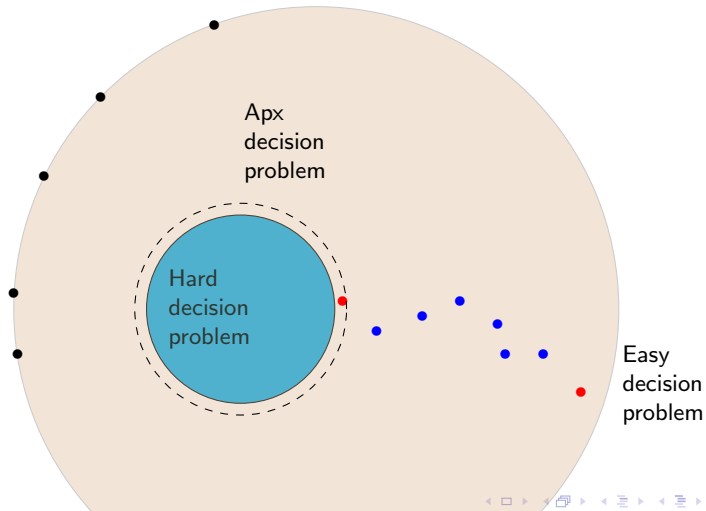 Apx
decision
problem
Hard
decision
problem
Easy
decision
problem